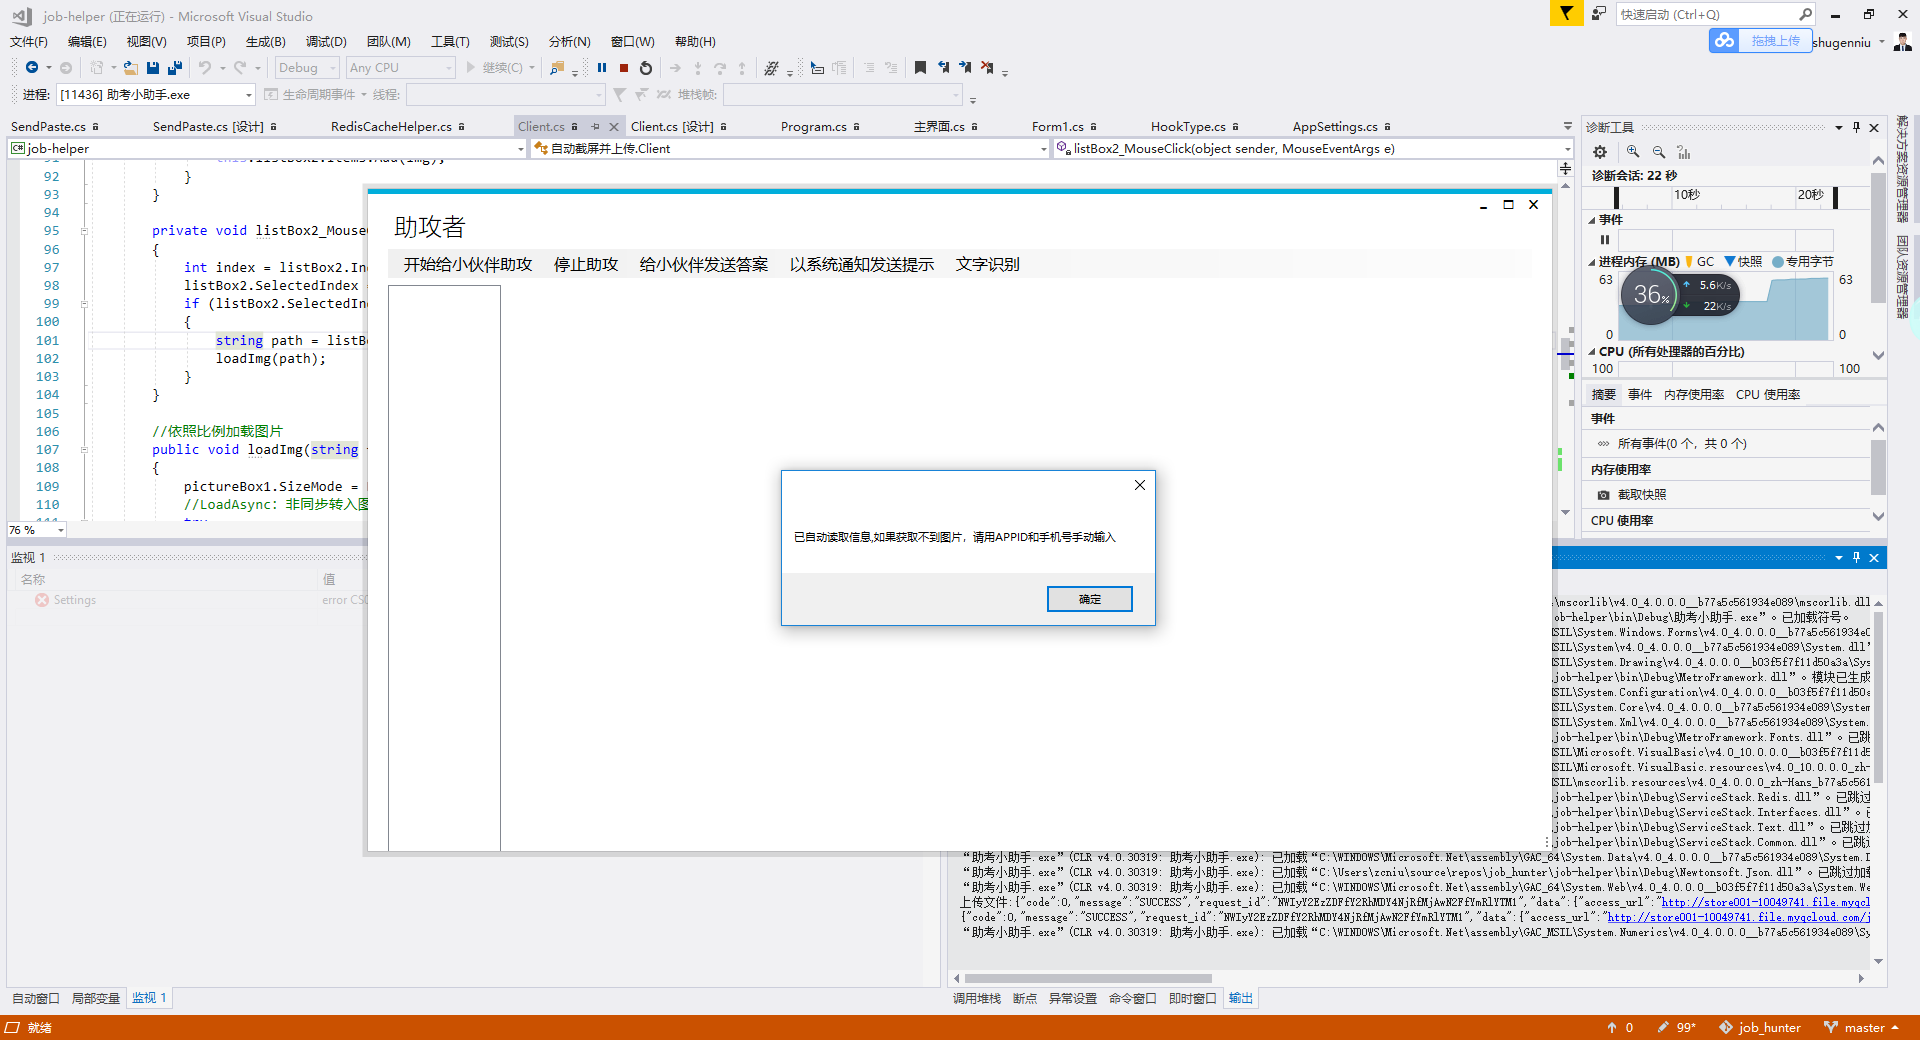 job-helper (正在运行) - Microsoft Visual Studio
快速启动 (Ctrl+Q)
文件(F) 编辑(E) 视图(V) 项目(P) 生成(B) 调试(D) 团队(M) 工具(T) 测试(S) 分析(N) 窗口(W) 帮助(H)
拖拽上传
shugenniu
Debug Any CPU 继续(C)
进程: [11436] 助考小助手.exe 生命周期事件 线程: 堆栈帧:
SendPaste.cs SendPaste.cs [设计] RedisCacheHelper.cs Client.cs Client.cs [设计] Program.cs 主界面.cs Form1.cs HookType.cs AppSettings.cs
job-helper 自动截屏并上传.Client listBox2_MouseClick(object sender, MouseEventArgs e)
92 }
93 }
94
95 private void listBox2_Mouse
96 {
97 int index = listBox2.In
98 listBox2.SelectedIndex =
99 if (listBox2.SelectedIn
100 {
101 string path = listB
102 loadImg(path);
103 }
104 }
105
106 //依照比例加载图片
107 public void loadImg(string
108 {
109 pictureBox1.SizeMode =
110 //LoadAsync: 非同步转入图
76 %
助攻者
开始给小伙伴助攻 停止助攻 给小伙伴发送答案 以系统通知发送提示 文字识别
已自动读取信息,如果获取不到图片，请用APPID和手机号手动输入
确定
诊断工具
诊断会话: 22 秒
10秒 20秒
事件
进程内存 (MB) GC 快照 专用字节
63 63
36% 5.6K/s
22K/s
0 0
CPU (所有处理器的百分比)
100 100
摘要 事件 内存使用率 CPU 使用率
事件
所有事件(0 个，共 0 个)
内存使用率
截取快照
CPU 使用率
解决方案资源管理器
团队资源管理器
监视 1
名称 值
Settings error CS0
\mscorlib\v4.0_4.0.0.0__b77a5c561934e089\mscorlib.dll
ob-helper\bin\Debug\助考小助手.exe”。已加载符号。
SIL\System.Windows.Forms\v4.0_4.0.0.0__b77a5c561934e0
SIL\System\v4.0_4.0.0.0__b77a5c561934e089\System.dll”
SIL\System.Drawing\v4.0_4.0.0.0__b03f5f7f11d50a3a\Sys
job-helper\bin\Debug\MetroFramework.dll”。模块已生成
SIL\System.Configuration\v4.0_4.0.0.0__b03f5f7f11d50a
SIL\System.Core\v4.0_4.0.0.0__b77a5c561934e089\System
SIL\System.Xml\v4.0_4.0.0.0__b77a5c561934e089\System.
job-helper\bin\Debug\MetroFramework.Fonts.dll”。已跳
SIL\Microsoft.VisualBasic\v4.0_10.0.0.0__b03f5f7f11d5
SIL\Microsoft.VisualBasic.resources\v4.0_10.0.0.0_zh-
SIL\mscorlib.resources\v4.0_4.0.0.0_zh-Hans_b77a5c561
job-helper\bin\Debug\ServiceStack.Redis.dll”。已跳过
job-helper\bin\Debug\ServiceStack.Interfaces.dll”。已
job-helper\bin\Debug\ServiceStack.Text.dll”。已跳过加
job-helper\bin\Debug\ServiceStack.Common.dll”。已跳过
“助考小助手.exe”(CLR v4.0.30319: 助考小助手.exe): 已加载“C:\WINDOWS\Microsoft.Net\assembly\GAC_64\System.Data\v4.0_4.0.0.0__b77a5c561934e089\System.D
“助考小助手.exe”(CLR v4.0.30319: 助考小助手.exe): 已加载“C:\Users\zcniu\source\repos\job_hunter\job-helper\bin\Debug\Newtonsoft.Json.dll”。已跳过加载
“助考小助手.exe”(CLR v4.0.30319: 助考小助手.exe): 已加载“C:\WINDOWS\Microsoft.Net\assembly\GAC_64\System.Web\v4.0_4.0.0.0__b03f5f7f11d50a3a\System.We
上传文件:{"code":0,"message":"SUCCESS","request_id":"NWIyY2EzZDFfY2RhMDY4NjRfMjAwN2FfYmRlYTM1","data":{"access_url":"http://store001-10049741.file.myqcl
{"code":0,"message":"SUCCESS","request_id":"NWIyY2EzZDFfY2RhMDY4NjRfMjAwN2FfYmRlYTM1","data":{"access_url":"http://store001-10049741.file.myqcloud.com/j
“助考小助手.exe”(CLR v4.0.30319: 助考小助手.exe): 已加载“C:\WINDOWS\Microsoft.Net\assembly\GAC_MSIL\System.Numerics\v4.0_4.0.0.0__b77a5c561934e089\Sy
自动窗口 局部变量 监视 1
调用堆栈 断点 异常设置 命令窗口 即时窗口 输出
就绪
0 99* job_hunter master